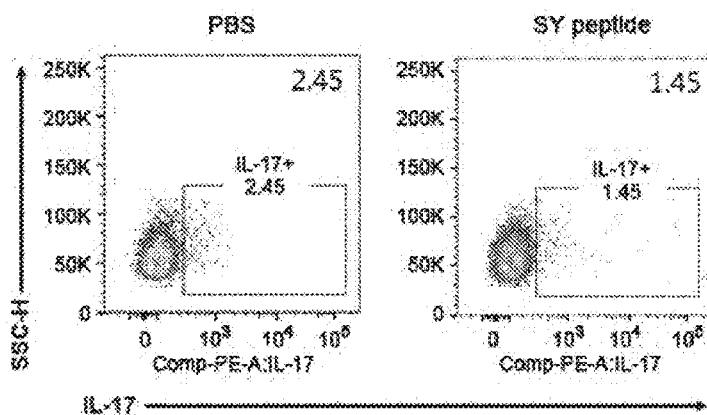 PBS
SY peptide
SSC-H
250K
200K
150K
100K
50K
0
2.45
IL-17+
2.45
0 10³ 10⁴ 10⁵
Comp-PE-A:IL-17
250K
200K
150K
100K
50K
0
1.45
IL-17+
1.45
0 10³ 10⁴ 10⁵
Comp-PE-A:IL-17
IL-17